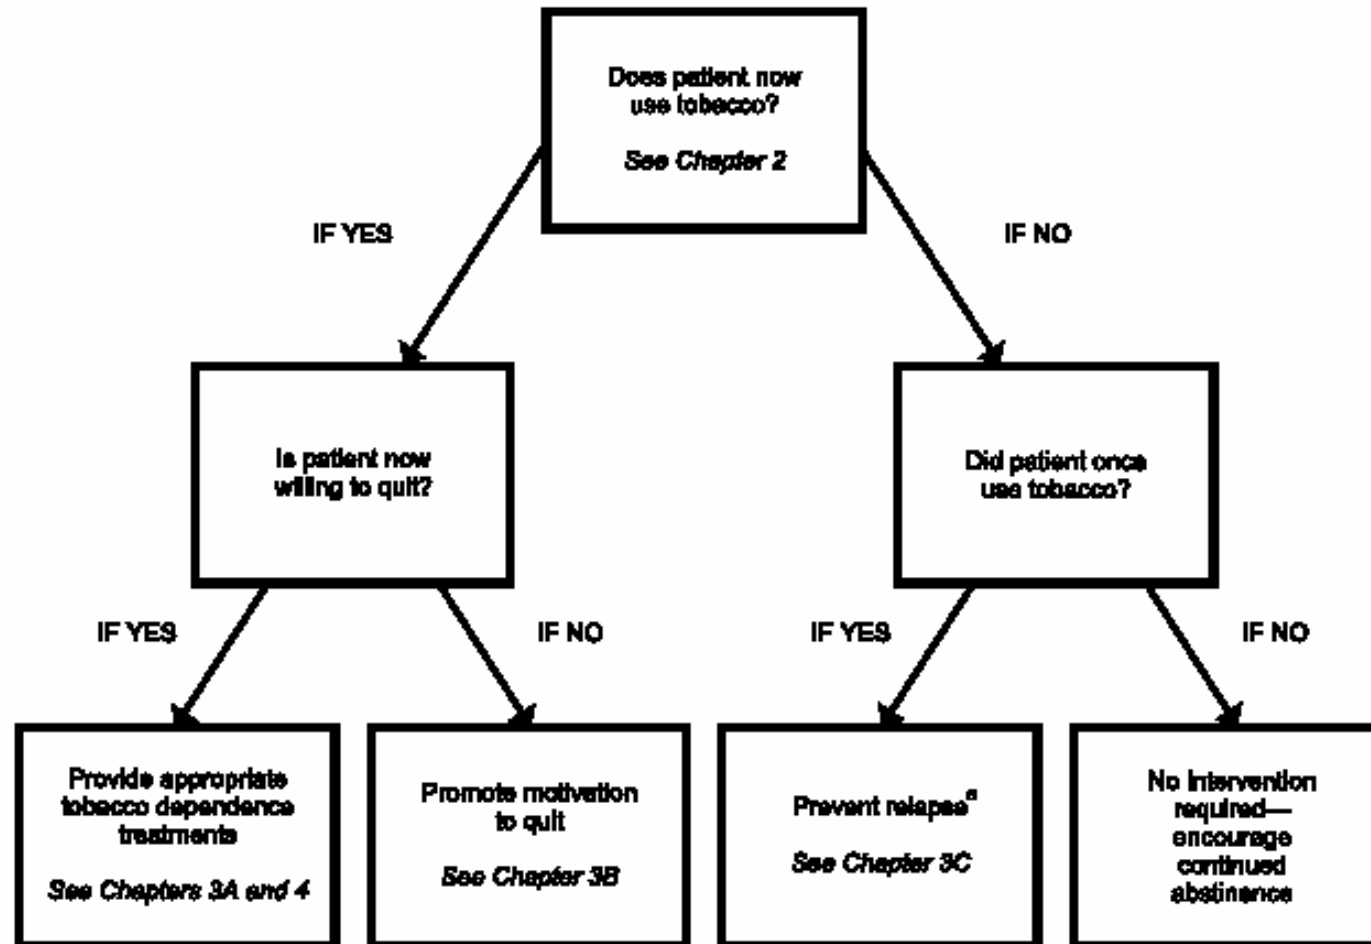 Does patient now
use tobacco?
See Chapter 2
IF YES
IF NO
Is patient now
willing to quit?
Did patient once
use tobacco?
IF YES
IF NO
IF YES
IF NO
Provide appropriate
tobacco dependence
treatments
See Chapters 3A and 4
Promote motivation
to quit
See Chapter 3B
Prevent relapseᵃ
See Chapter 3C
No intervention
required—
encourage
continued
abstinence